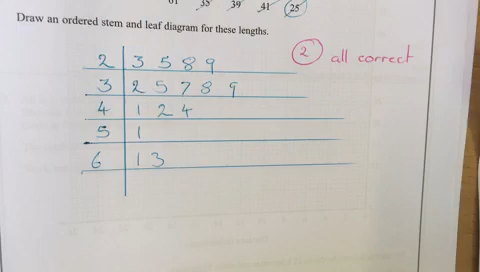 61 35 39 41 25
Draw an ordered stem and leaf diagram for these lengths.
2 all correct
2 3 5 8 9
3 2 5 7 8 9
4 1 2 4
5 1
6 1 3